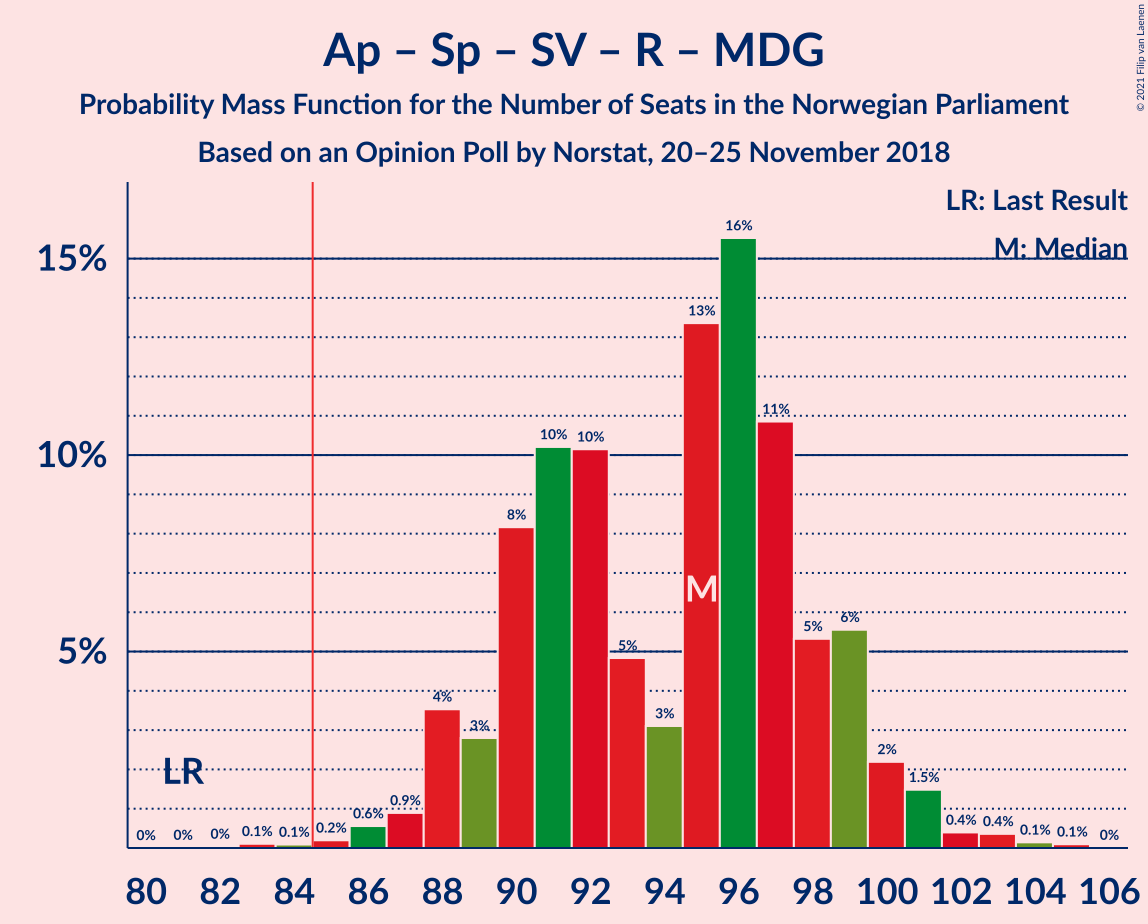 Ap – Sp – SV – R – MDG
Probability Mass Function for the Number of Seats in the Norwegian Parliament
Based on an Opinion Poll by Norstat, 20–25 November 2018
© 2021 Filip van Laenen
LR: Last Result
M: Median
15%
10%
5%
LR
M
0% 0% 0% 0.1% 0.1% 0.2% 0.6% 0.9% 4% 3% 8% 10% 10% 5% 3% 13% 16% 11% 5% 6% 2% 1.5% 0.4% 0.4% 0.1% 0.1% 0%
80 82 84 86 88 90 92 94 96 98 100 102 104 106